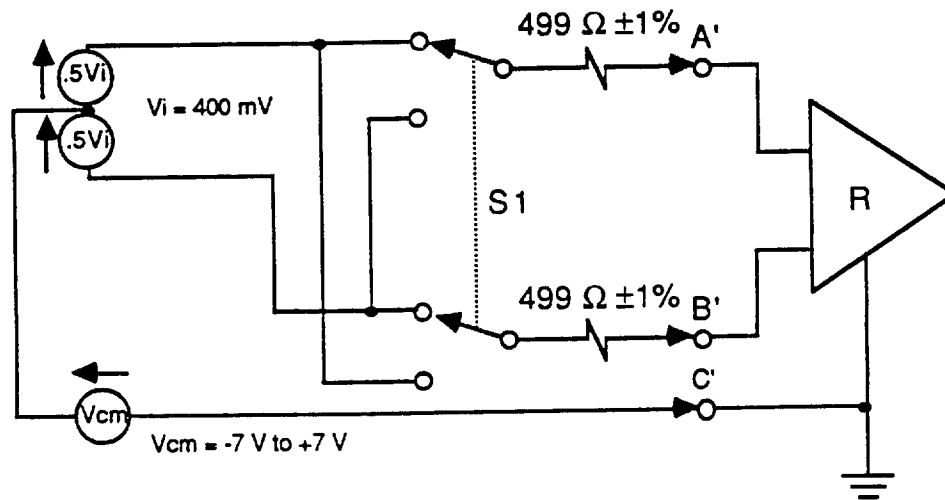 499 Ω ±1%
A'
.5Vi
Vi = 400 mV
.5Vi
S1
R
499 Ω ±1%
B'
C'
Vcm
Vcm = -7 V to +7 V